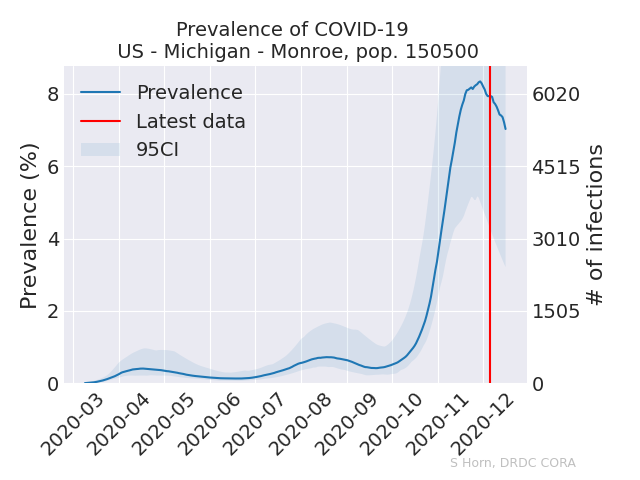 Prevalence of COVID-19
US - Michigan - Monroe, pop. 150500
Prevalence
Latest data
95CI
Prevalence (%)
8
6
4
2
0
6020
4515
3010
1505
0
# of infections
2020-03
2020-04
2020-05
2020-06
2020-07
2020-08
2020-09
2020-10
2020-11
2020-12
S Horn, DRDC CORA